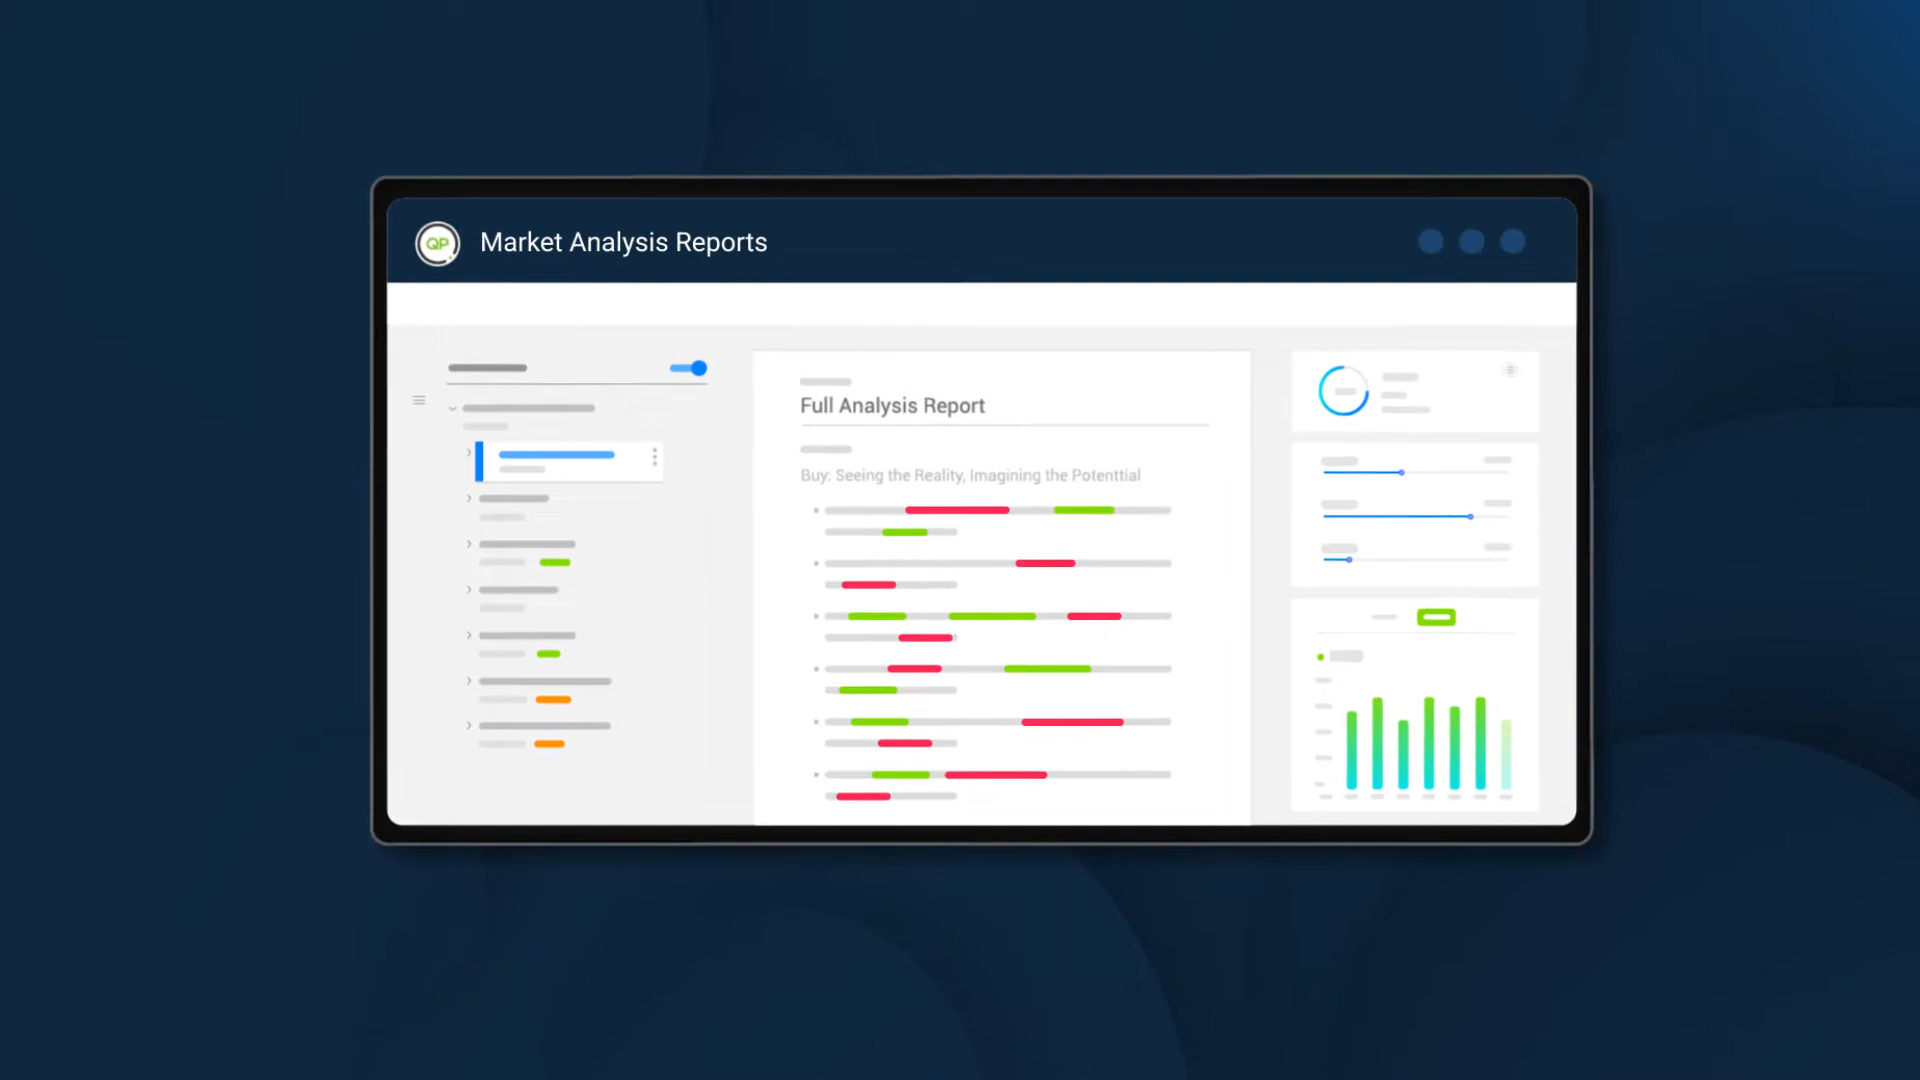 QP
Market Analysis Reports
Full Analysis Report
Buy: Seeing the Reality, Imagining the Potenttial